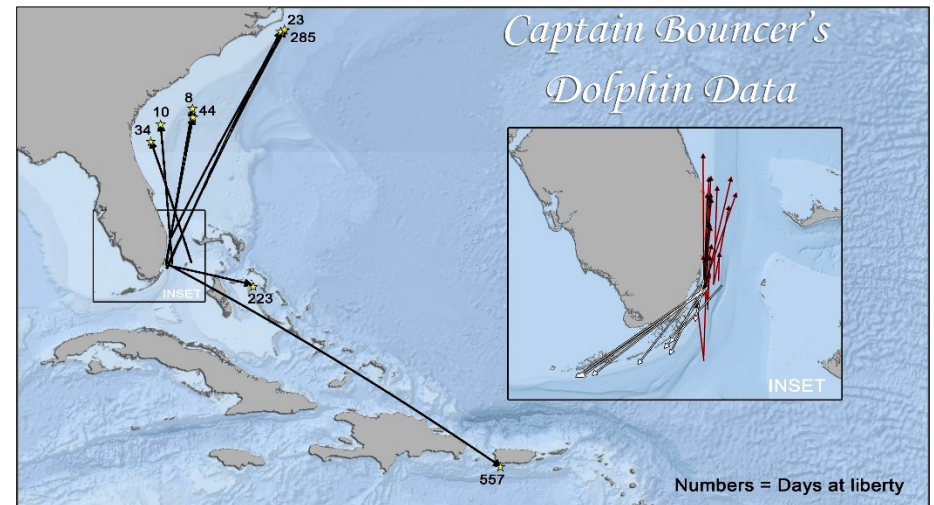 Captain Bouncer's
Dolphin Data
23
285
8
44
10
34
INSET
223
557
INSET
Numbers = Days at liberty